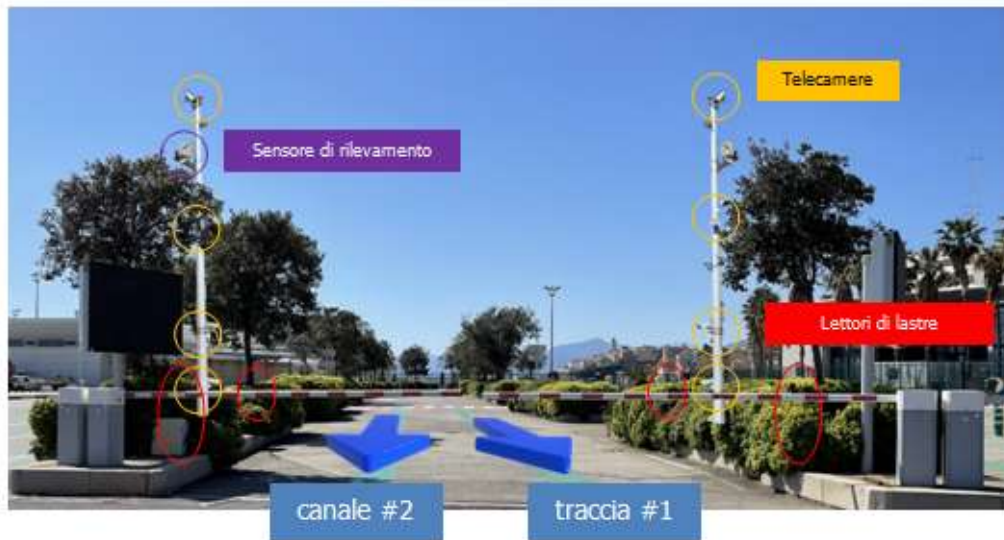 Telecamere
Sensore di rilevamento
Lettori di lastre
canale #2
traccia #1